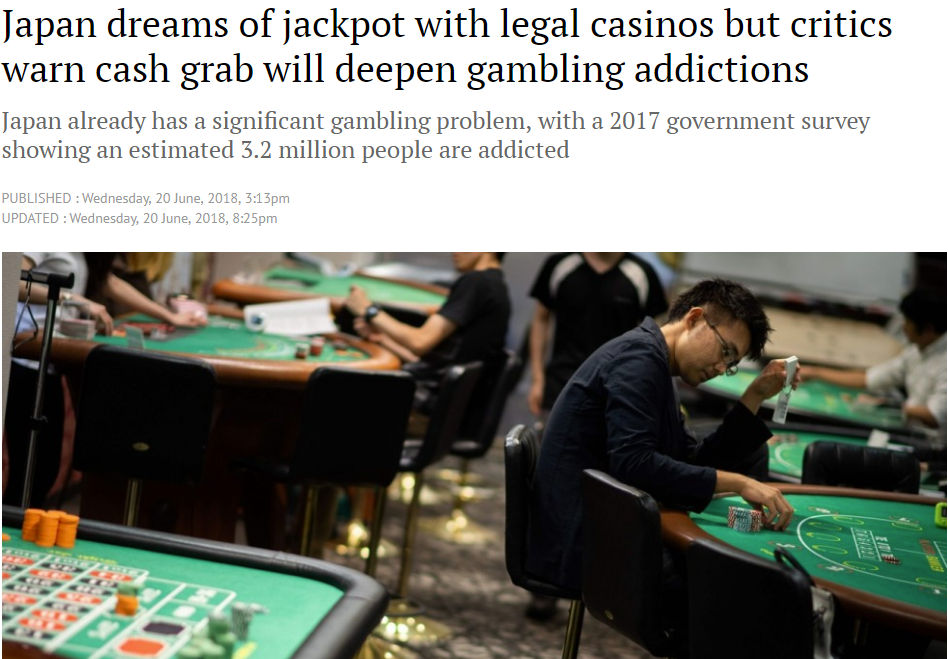 Japan dreams of jackpot with legal casinos but critics
warn cash grab will deepen gambling addictions
Japan already has a significant gambling problem, with a 2017 government survey
showing an estimated 3.2 million people are addicted
PUBLISHED : Wednesday, 20 June, 2018, 3:13pm
UPDATED : Wednesday, 20 June, 2018, 8:25pm